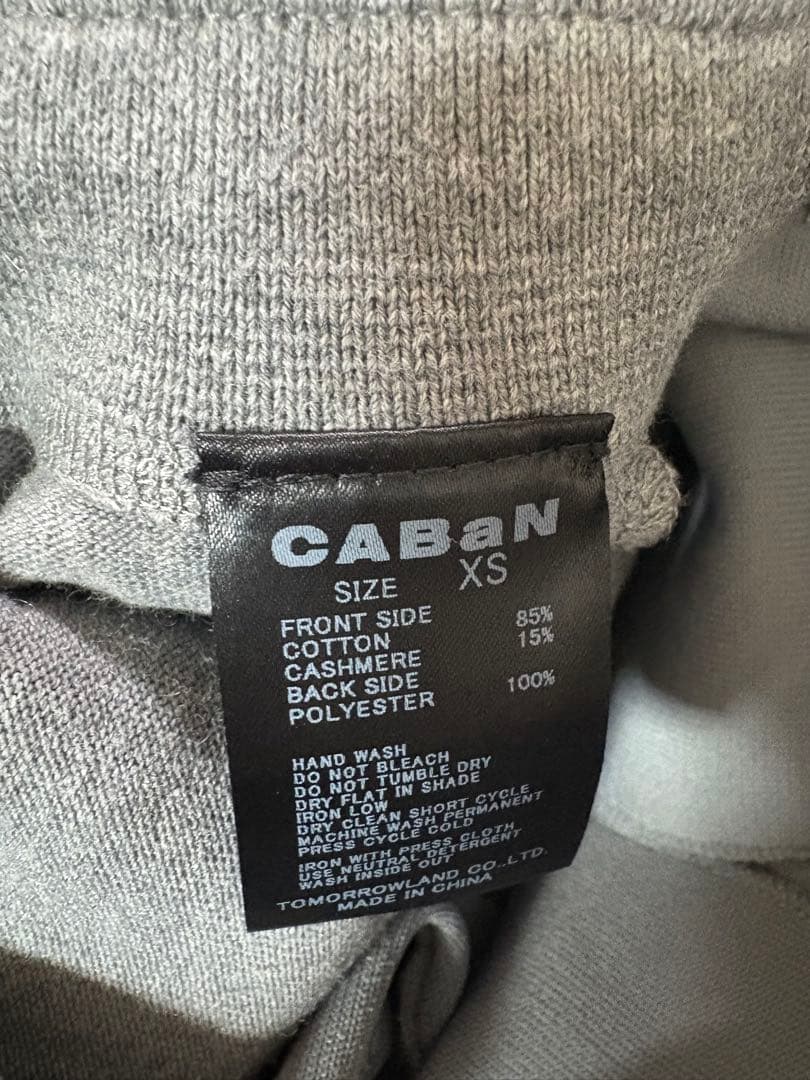 CABaN
SIZE XS
FRONT SIDE
COTTON 85%
CASHMERE 15%
BACK SIDE
POLYESTER 100%
HAND WASH
DO NOT BLEACH
DO NOT TUMBLE DRY
DRY FLAT IN SHADE
IRON LOW
DRY CLEAN SHORT CYCLE
MACHINE WASH PERMANENT
PRESS CYCLE COLD
IRON WITH PRESS CLOTH
USE NEUTRAL DETERGENT
WASH INSIDE OUT
TOMORROWLAND CO.,LTD.
MADE IN CHINA